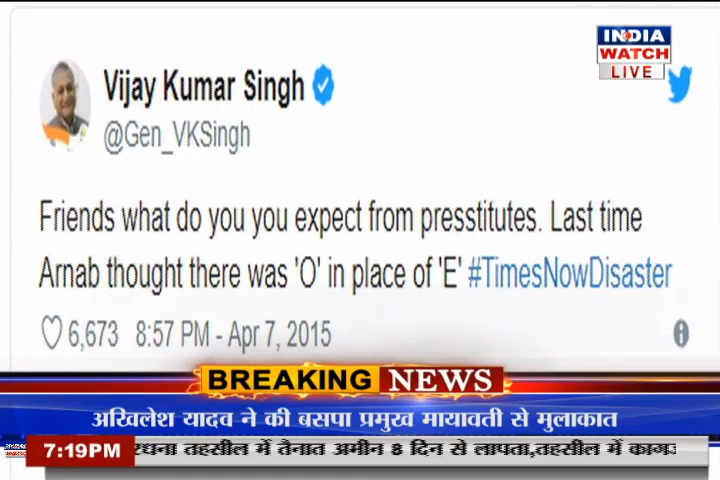 INDIA
WATCH
LIVE
Vijay Kumar Singh
@Gen_VKSingh
Friends what do you you expect from presstitutes. Last time
Arnab thought there was 'O' in place of 'E' #TimesNowDisaster
6,673 8:57 PM - Apr 7, 2015
BREAKING NEWS
अखिलेश यादव ने की बसपा प्रमुख मायावती से मुलाकात
7:19PM रधना तहसील में तैनात अमीन 8 दिन से लापता,तहसील में